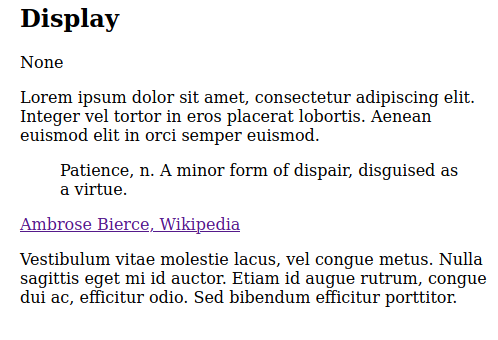 Display
None
Lorem ipsum dolor sit amet, consectetur adipiscing elit.
Integer vel tortor in eros placerat lobortis. Aenean
euismod elit in orci semper euismod.
Patience, n. A minor form of dispair, disguised as
a virtue.
Ambrose Bierce, Wikipedia
Vestibulum vitae molestie lacus, vel congue metus. Nulla
sagittis eget mi id auctor. Etiam id augue rutrum, congue
dui ac, efficitur odio. Sed bibendum efficitur porttitor.